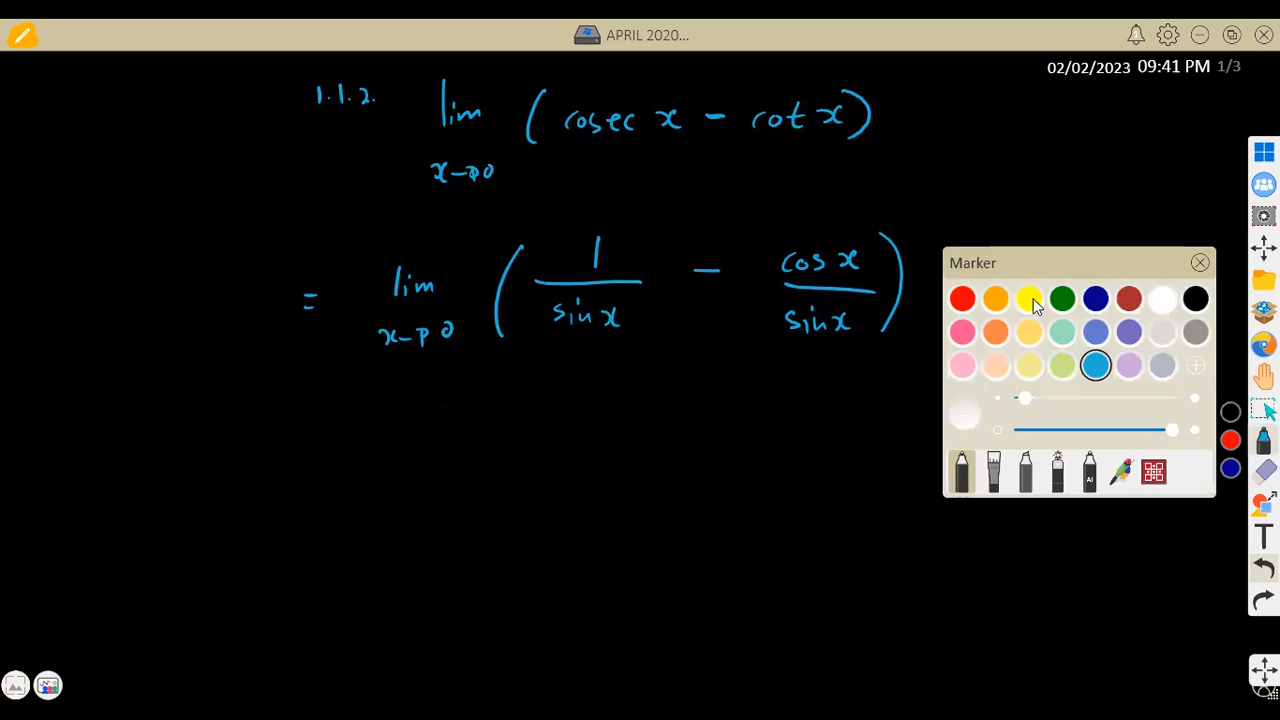 APRIL 2020...
02/02/2023 09:41 PM 1/3
1.1.2. lim (cosec x - cot x)
x→0
= lim (1/sin x - cos x/sin x)
x→0
Marker
AI
T